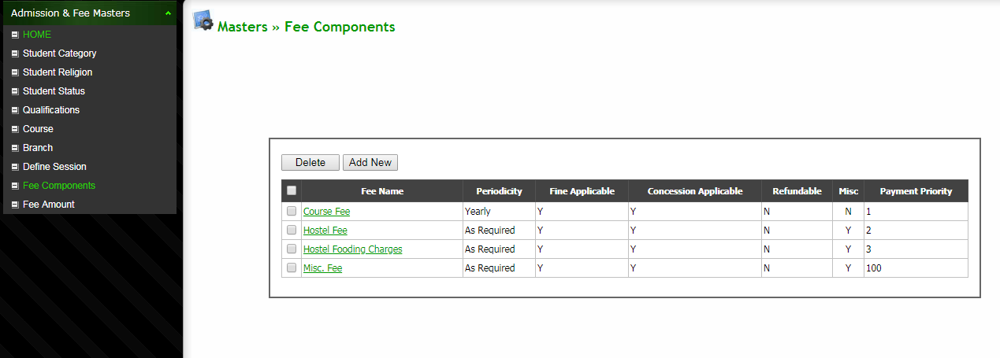 Admission & Fee Masters
HOME
Student Category
Student Religion
Student Status
Qualifications
Course
Branch
Define Session
Fee Components
Fee Amount
Masters » Fee Components
Delete Add New
Fee Name Periodicity Fine Applicable Concession Applicable Refundable Misc Payment Priority
Course Fee Yearly Y Y N N 1
Hostel Fee As Required Y Y N Y 2
Hostel Fooding Charges As Required Y Y N Y 3
Misc. Fee As Required Y Y N Y 100